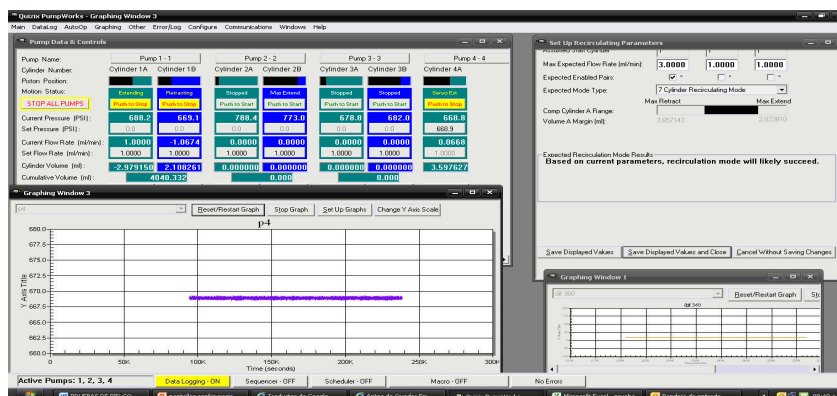 Quizix PumpWorks - Graphing Window 3
Main DataLog AutoOp Graphing Other Error/Log Configure Communications Windows Help
Pump Data & Controls
Pump Name: Pump 1 - 1 Pump 2 - 2 Pump 3 - 3 Pump 4 - 4
Cylinder Number: Cylinder 1A Cylinder 1B Cylinder 2A Cylinder 2B Cylinder 3A Cylinder 3B Cylinder 4A
Piston Position:
Motion Status: Extending Retracting Stopped Max Extend Stopped Stopped Servo Ext.
STOP ALL PUMPS Push to Stop Push to Stop Push to Start Push to Start Push to Start Push to Start Push to Stop
Current Pressure (PSI): 688.2 669.1 788.4 773.0 678.8 682.0 668.8
Set Pressure (PSI): 0.0 0.0 0.0 0.0 0.0 0.0 668.9
Current Flow Rate (ml/min): 1.0000 -1.0674 0.0000 0.0000 0.0000 0.0000 0.0668
Set Flow Rate (ml/min): 1.0000 1.0000 1.0000 1.0000 1.0000 1.0000 1.0000
Cylinder Volume (ml): -2.979150 2.108261 0.000000 0.000000 0.000000 0.000000 3.597627
Cumulative Volume (ml): 4040.332 0.000 0.000
Set Up Recirculating Parameters
Assumed Start Cylinder
Max Expected Flow Rate (ml/min): 3.0000 1.0000 1.0000
Expected Enabled Pairs:
Expected Mode Type: 7 Cylinder Recirculating Mode
Max Retract Max Extend
Comp Cylinder A Range:
Volume A Margin (ml): 3.657143 2.023810
Expected Recirculation Mode Results
Based on current parameters, recirculation mode will likely succeed.
Save Displayed Values Save Displayed Values and Close Cancel Without Saving Changes
Graphing Window 3
p4 Reset/Restart Graph Stop Graph Set Up Graphs Change Y Axis Scale
p4
Y Axis Title
680.0
677.5
675.0
672.5
670.0
667.5
665.0
662.5
660.0
0 50K 100K 150K 200K 250K 300K
Time (seconds)
Graphing Window 1
ddf 360 Reset/Restart Graph
ddf 360
Active Pumps: 1, 2, 3, 4 Data Logging - ON Sequencer - OFF Scheduler - OFF Macro - OFF No Errors